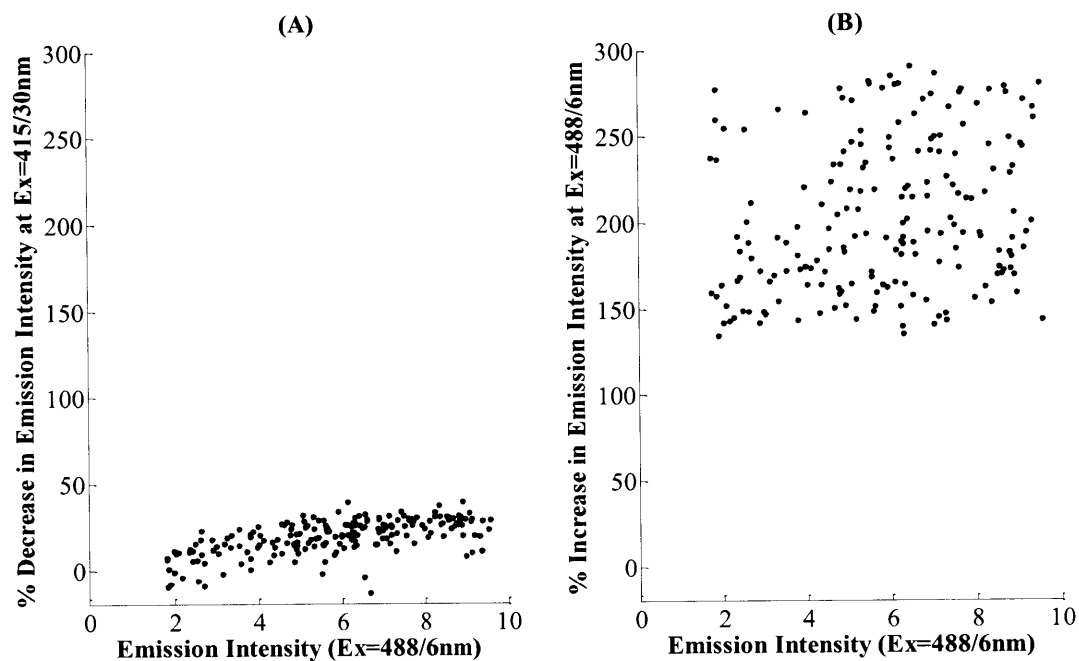 (A)
% Decrease in Emission Intensity at Ex=415/30nm
300
250
200
150
100
50
0
0 2 4 6 8 10
Emission Intensity (Ex=488/6nm)
(B)
% Increase in Emission Intensity at Ex=488/6nm
300
250
200
150
100
50
0
0 2 4 6 8 10
Emission Intensity (Ex=488/6nm)